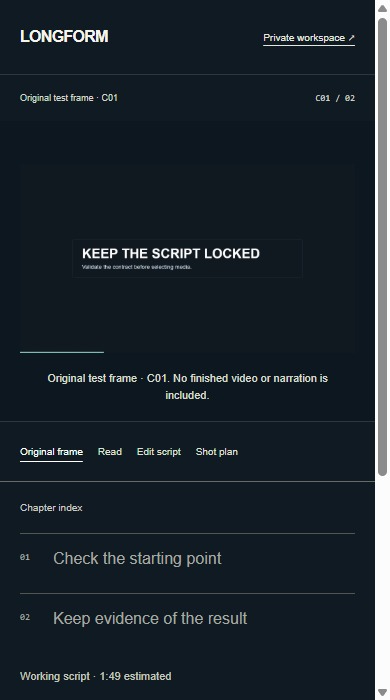 LONGFORM
Private workspace ↗
Original test frame · C01
C01 / 02
KEEP THE SCRIPT LOCKED
Validate the contract before selecting media.
Original test frame · C01. No finished video or narration is
included.
Original frame
Read
Edit script
Shot plan
Chapter index
01
Check the starting point
02
Keep evidence of the result
Working script · 1:49 estimated